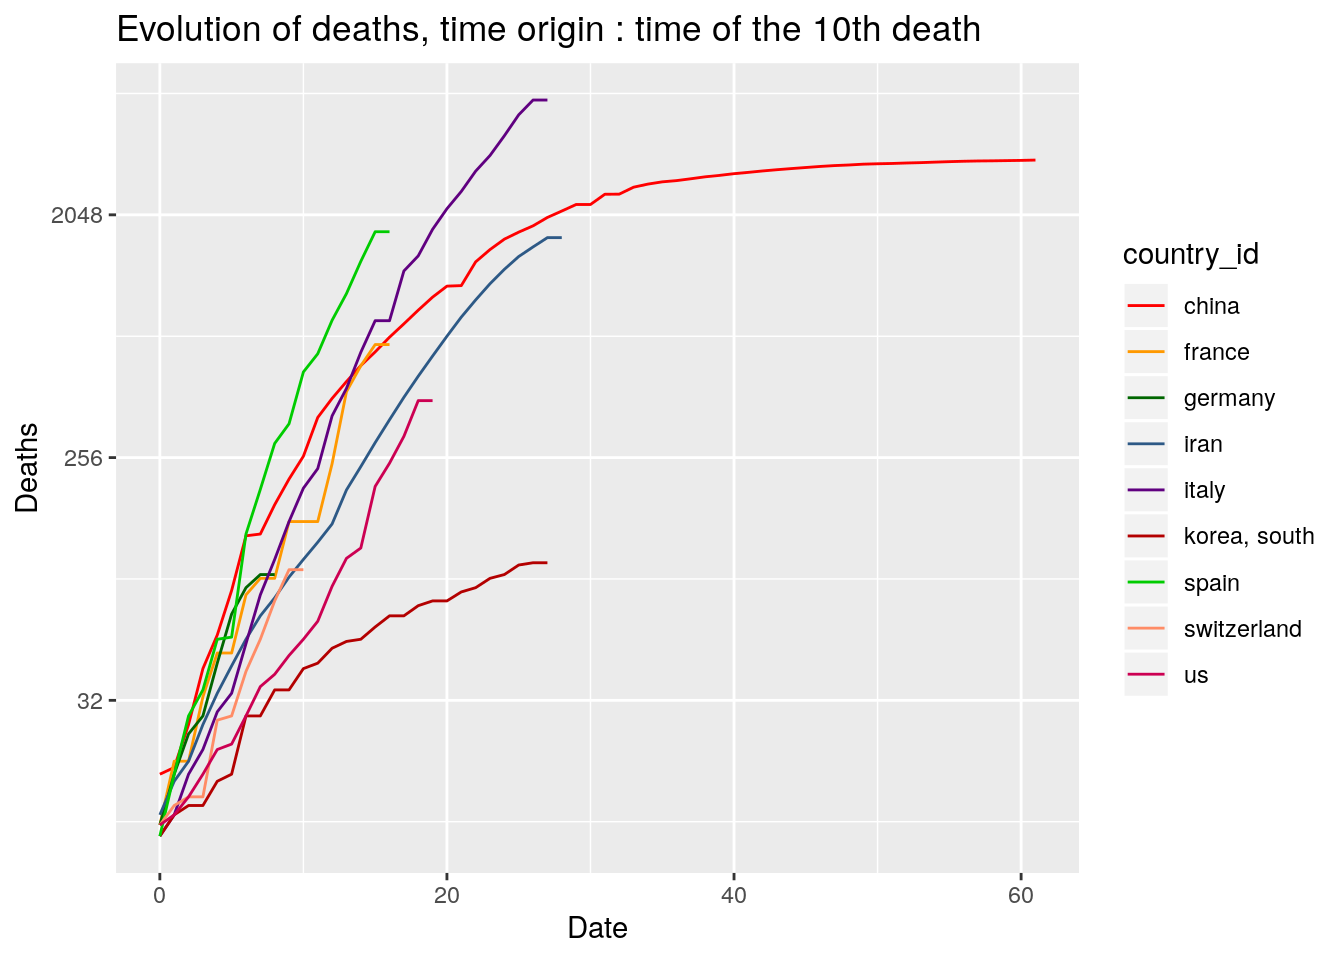 Evolution of deaths, time origin : time of the 10th death
2048
256
32
Deaths
0
20
40
60
Date
country_id
china
france
germany
iran
italy
korea, south
spain
switzerland
us